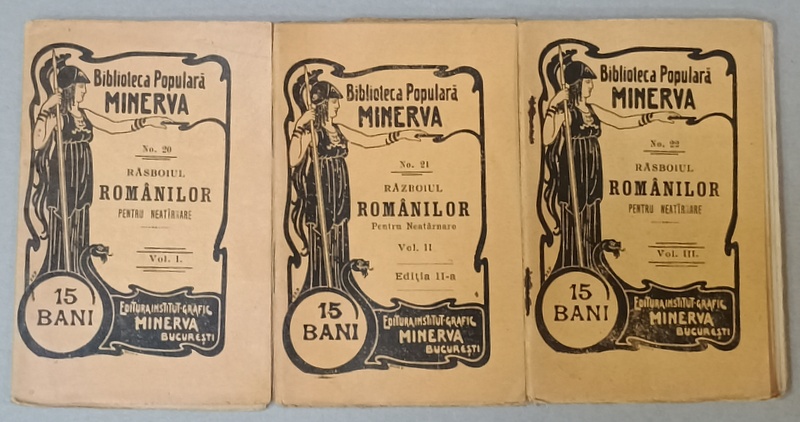 Biblioteca Populară
MINERVA
No. 20
RĂSBOIUL
ROMÂNILOR
PENTRU NEATÎRNARE
Vol. I.
15
BANI
EDITURA INSTITUT-GRAFIC
MINERVA
BUCUREȘTI
Biblioteca Populară
MINERVA
No. 21
RĂZBOIUL
ROMÂNILOR
Pentru Neatârnare
Vol. II
Ediția II-a
15
BANI
EDITURA INSTITUT-GRAFIC
MINERVA
BUCUREȘTI
Biblioteca Populară
MINERVA
No. 22
RĂSBOIUL
ROMÂNILOR
PENTRU NEATÎRNARE
Vol. III.
15
BANI
EDITURA INSTITUT-GRAFIC
MINERVA
BUCUREȘTI